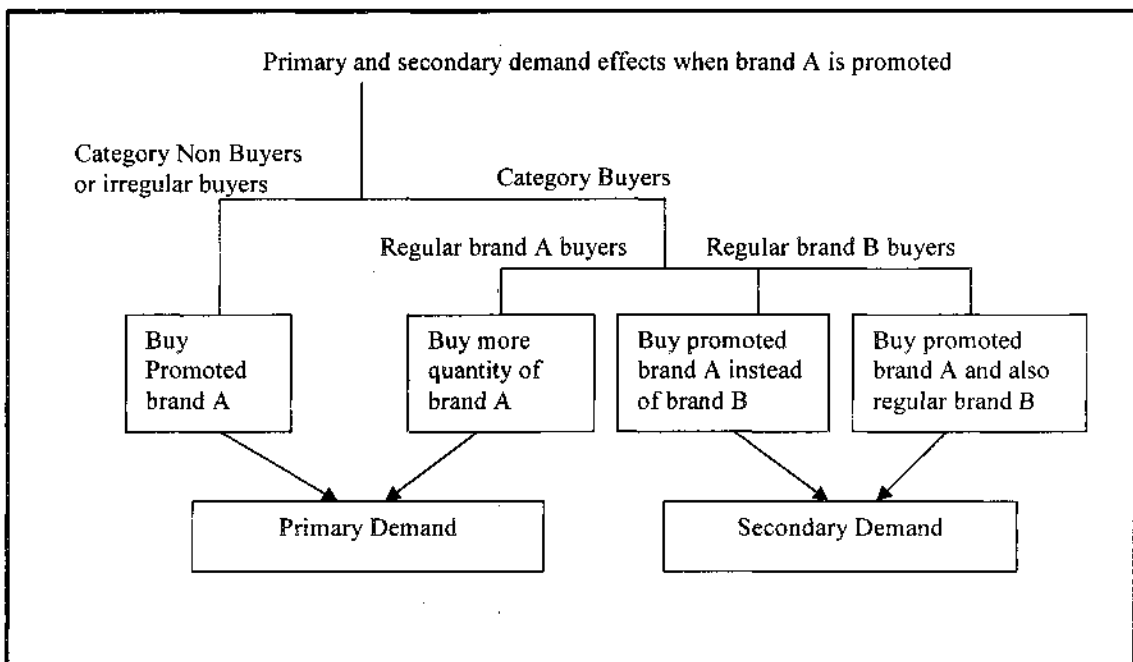 Primary and secondary demand effects when brand A is promoted
Category Non Buyers
or irregular buyers
Category Buyers
Regular brand A buyers
Regular brand B buyers
Buy
Promoted
brand A
Buy more
quantity of
brand A
Buy promoted
brand A instead
of brand B
Buy promoted
brand A and also
regular brand B
Primary Demand
Secondary Demand